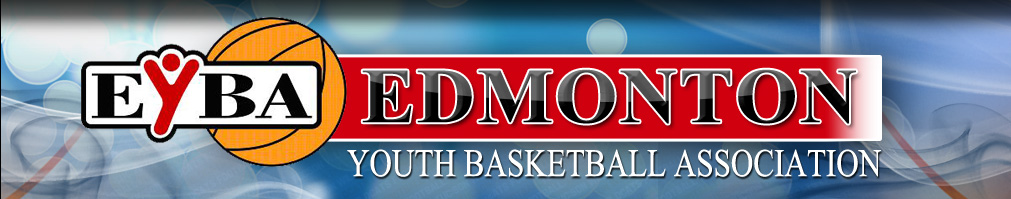 EYBA
EDMONTON
YOUTH BASKETBALL ASSOCIATION